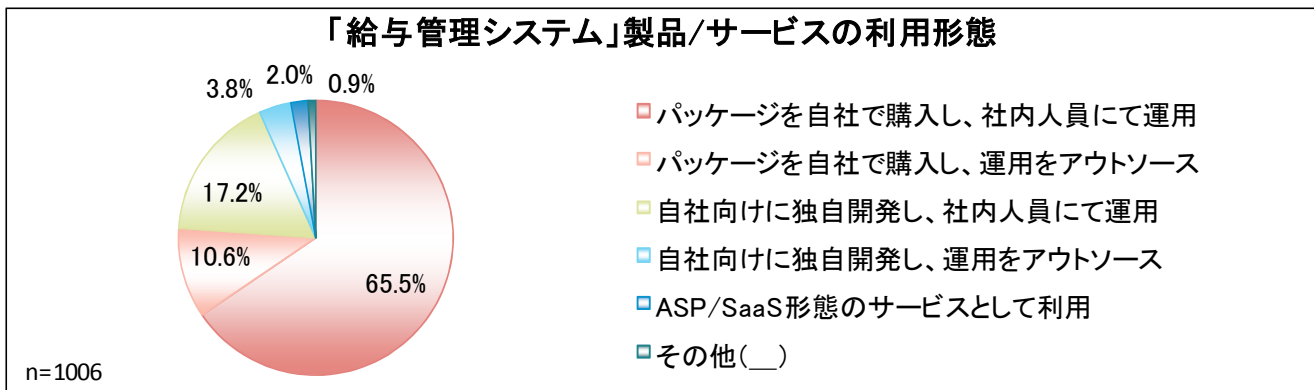 「給与管理システム」製品/サービスの利用形態
2.0%
0.9%
3.8%
17.2%
10.6%
65.5%
パッケージを自社で購入し、社内人員にて運用
パッケージを自社で購入し、運用をアウトソース
自社向けに独自開発し、社内人員にて運用
自社向けに独自開発し、運用をアウトソース
ASP/SaaS形態のサービスとして利用
その他(__)
n=1006